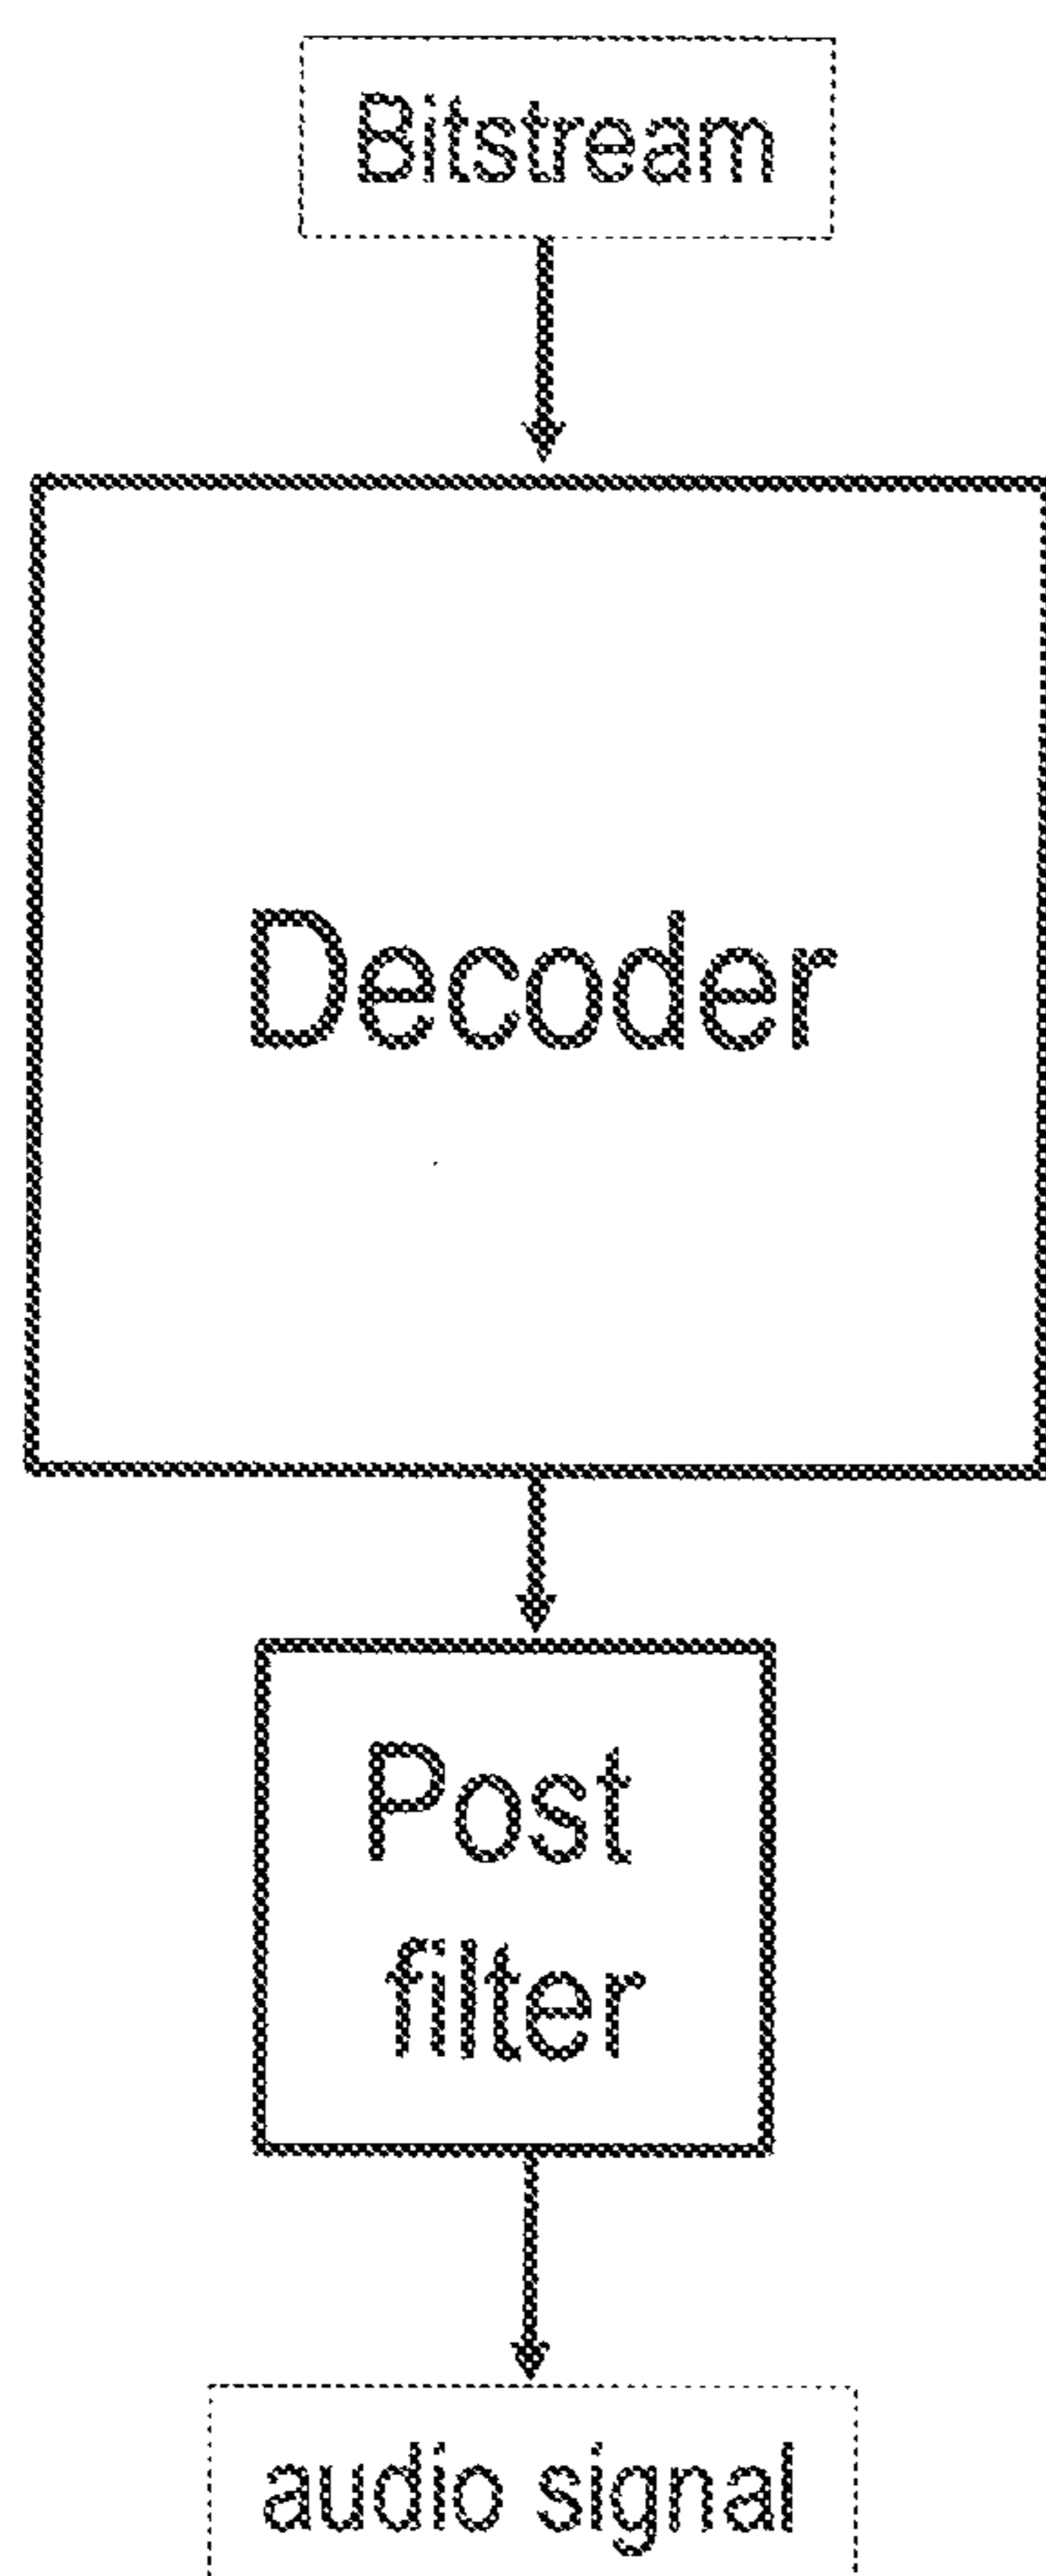 Bitstream
Decoder
Post
filter
audio signal